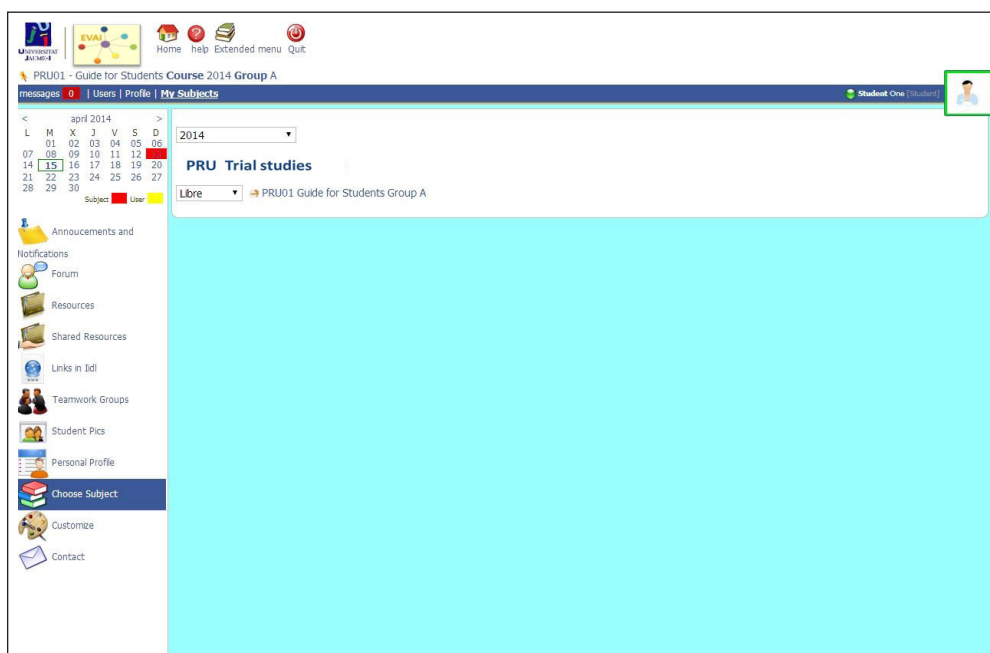 UNIVERSITAT
JAUME·I
EVAI
Home help Extended menu Quit
PRU01 - Guide for Students Course 2014 Group A
messages 0 | Users | Profile | My Subjects
Student One [Student]
< april 2014 >
L M X J V S D
01 02 03 04 05 06
07 08 09 10 11 12
14 15 16 17 18 19 20
21 22 23 24 25 26 27
28 29 30
Subject User
2014
PRU Trial studies
Libre PRU01 Guide for Students Group A
Annoucements and
Notifications
Forum
Resources
Shared Resources
Links in IidI
Teamwork Groups
Student Pics
Personal Profile
Choose Subject
Customize
Contact